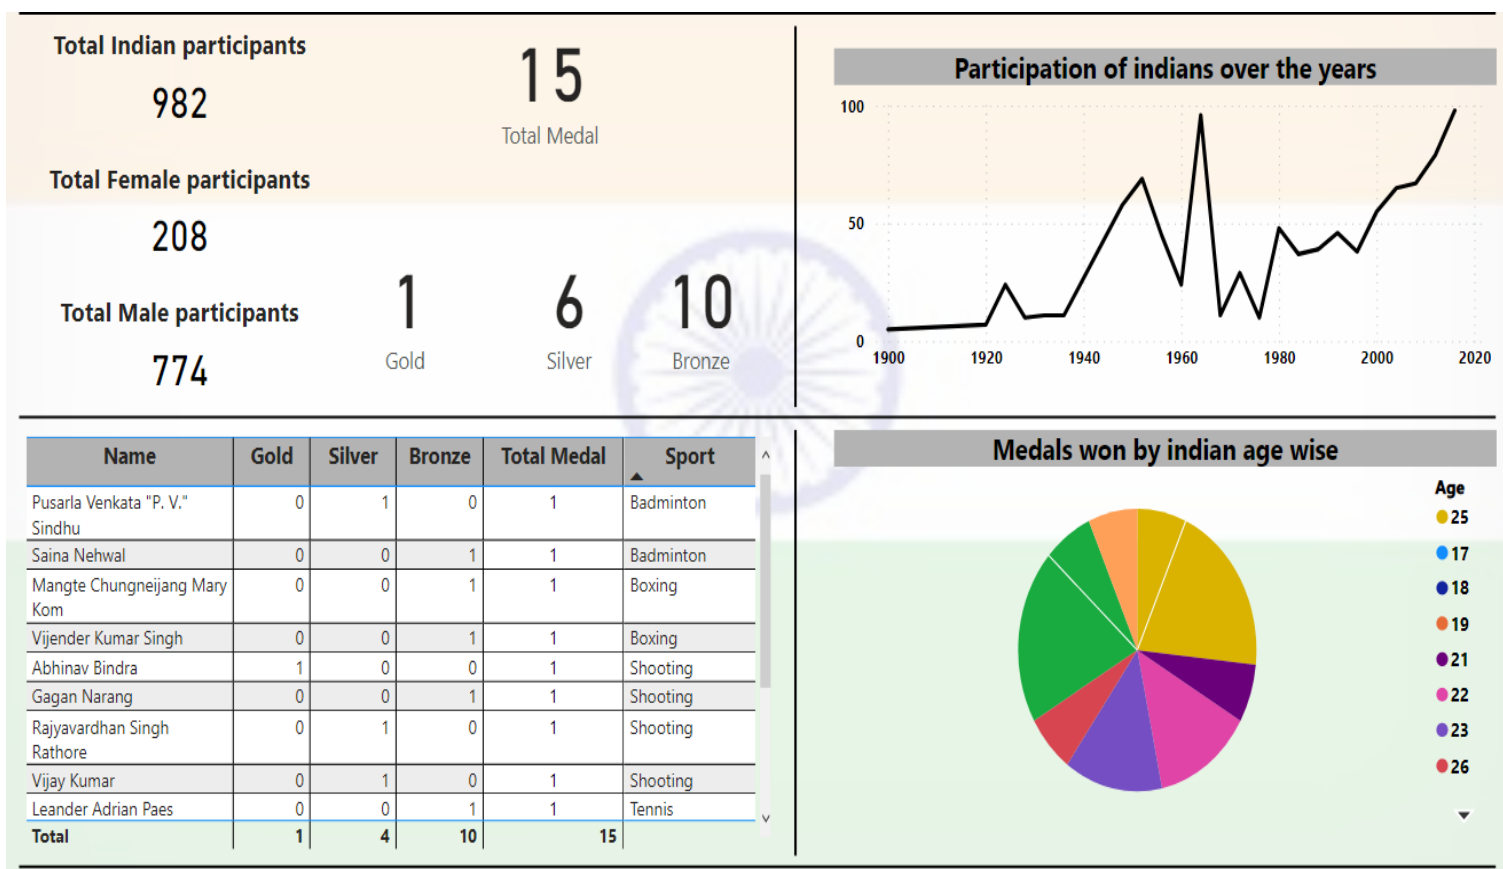 Total Indian participants
982
15
Total Medal
Total Female participants
208
Total Male participants
774
1
Gold
6
Silver
10
Bronze
Participation of indians over the years
100
50
0
1900 1920 1940 1960 1980 2000 2020
Name Gold Silver Bronze Total Medal Sport
Pusarla Venkata "P. V." 0 1 0 1 Badminton
Sindhu
Saina Nehwal 0 0 1 1 Badminton
Mangte Chungneijang Mary 0 0 1 1 Boxing
Kom
Vijender Kumar Singh 0 0 1 1 Boxing
Abhinav Bindra 1 0 0 1 Shooting
Gagan Narang 0 0 1 1 Shooting
Rajyavardhan Singh 0 1 0 1 Shooting
Rathore
Vijay Kumar 0 1 0 1 Shooting
Leander Adrian Paes 0 0 1 1 Tennis
Total 1 4 10 15
Medals won by indian age wise
Age
25
17
18
19
21
22
23
26